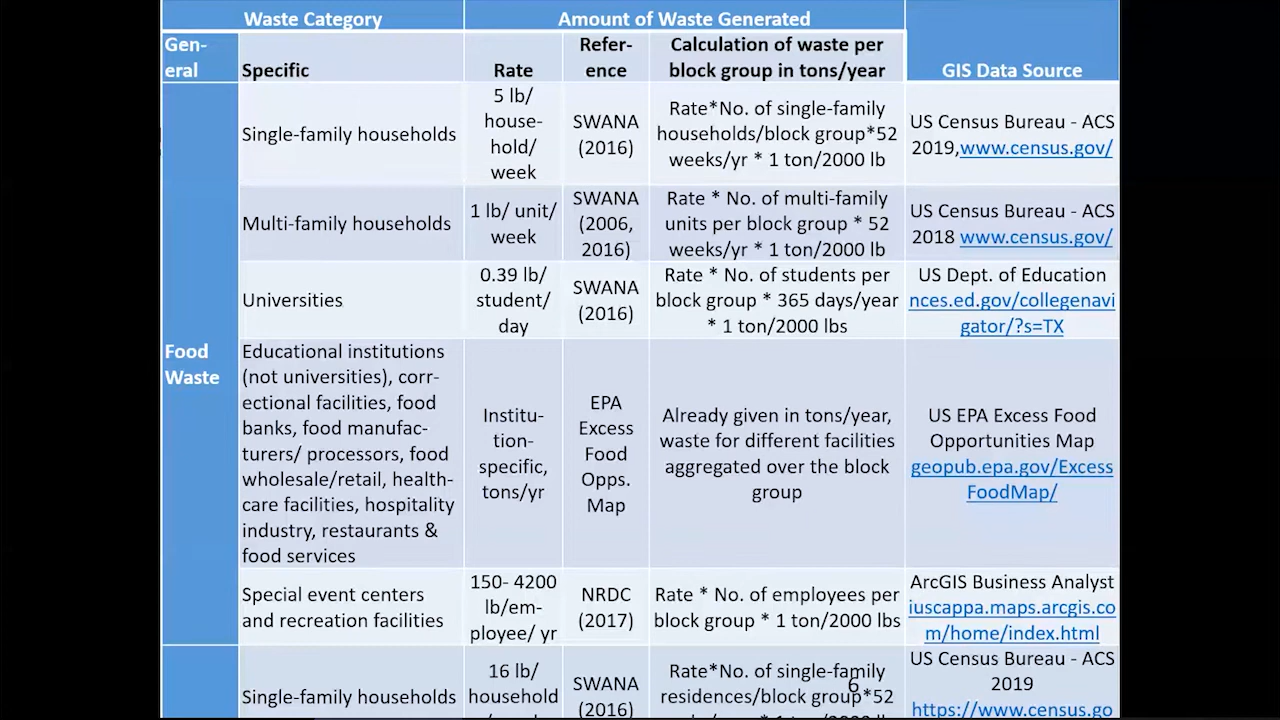 Waste Category
Amount of Waste Generated
Gen-
eral
Specific
Rate
Refer-
ence
Calculation of waste per
block group in tons/year
GIS Data Source
Food
Waste
Single-family households
5 lb/
house-
hold/
week
SWANA
(2016)
Rate*No. of single-family
households/block group*52
weeks/yr * 1 ton/2000 lb
US Census Bureau - ACS
2019,www.census.gov/
Multi-family households
1 lb/ unit/
week
SWANA
(2006,
2016)
Rate * No. of multi-family
units per block group * 52
weeks/yr * 1 ton/2000 lb
US Census Bureau - ACS
2018 www.census.gov/
Universities
0.39 lb/
student/
day
SWANA
(2016)
Rate * No. of students per
block group * 365 days/year
* 1 ton/2000 lbs
US Dept. of Education
nces.ed.gov/collegenavi
gator/?s=TX
Educational institutions
(not universities), corr-
ectional facilities, food
banks, food manufac-
turers/ processors, food
wholesale/retail, health-
care facilities, hospitality
industry, restaurants &
food services
Institu-
tion-
specific,
tons/yr
EPA
Excess
Food
Opps.
Map
Already given in tons/year,
waste for different facilities
aggregated over the block
group
US EPA Excess Food
Opportunities Map
geopub.epa.gov/Excess
FoodMap/
Special event centers
and recreation facilities
150- 4200
lb/em-
ployee/ yr
NRDC
(2017)
Rate * No. of employees per
block group * 1 ton/2000 lbs
ArcGIS Business Analyst
iuscappa.maps.arcgis.co
m/home/index.html
Single-family households
16 lb/
household
SWANA
(2016)
Rate*No. of single-family
residences/block group*52
US Census Bureau - ACS
2019
https://www.census.go
6